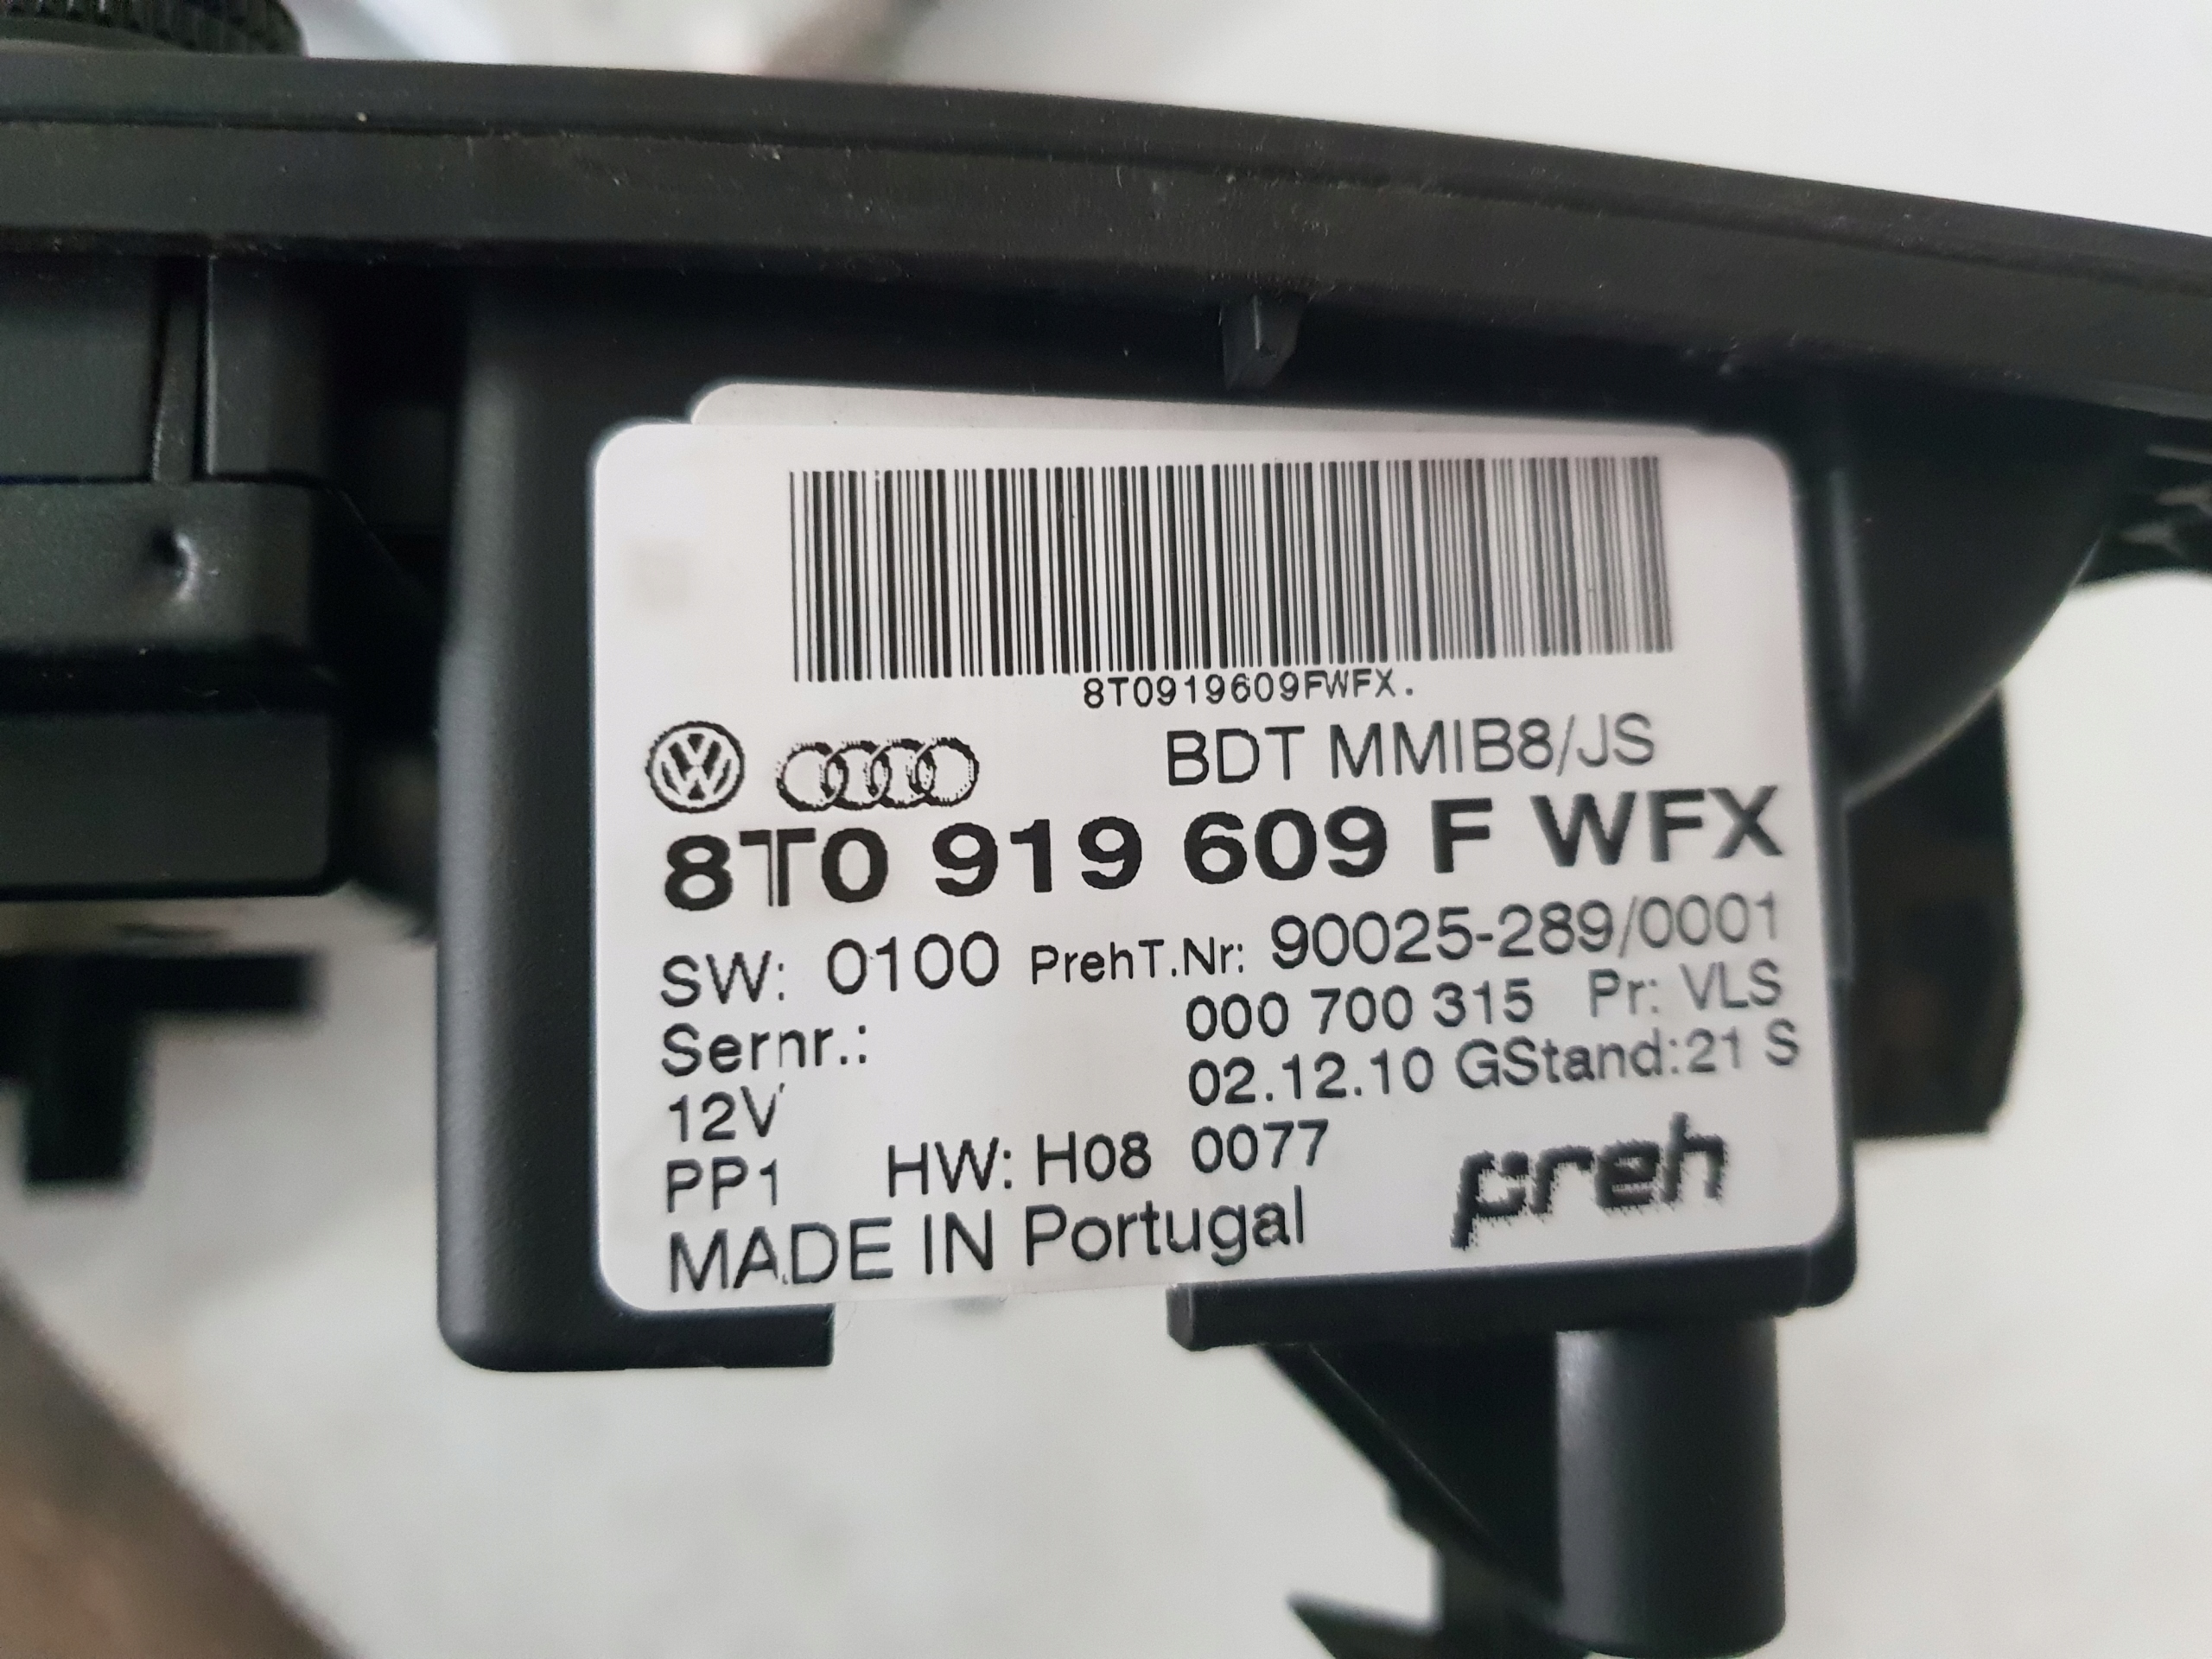 8T0919609FWFX.
BDT MMIB8/JS
8T0 919 609 F WFX
SW: 0100 PrehT.Nr: 90025-289/0001
Sernr.: 000 700 315 Pr: VLS
12V 02.12.10 GStand:21 S
PP1 HW: H08 0077
MADE IN Portugal preh